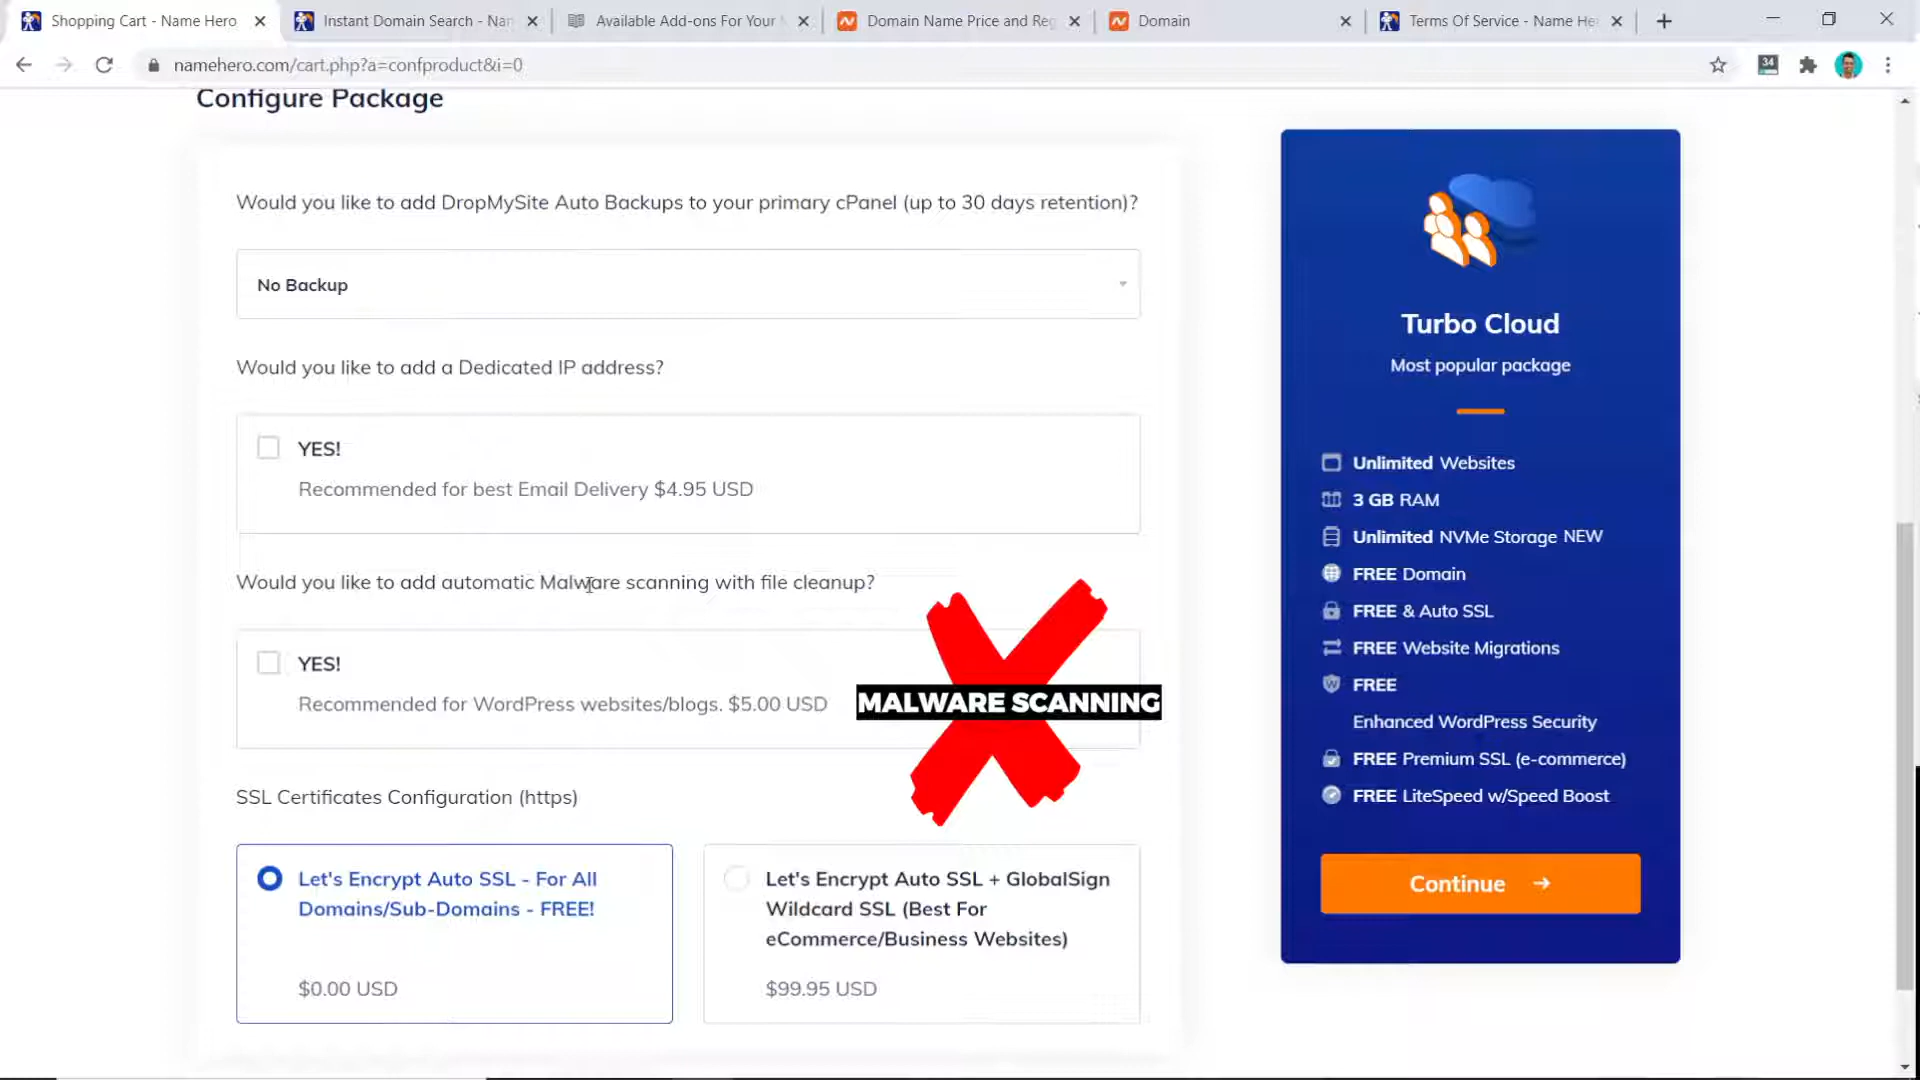 Shopping Cart - Name Hero
Instant Domain Search - Nan
Available Add-ons For Your
Domain Name Price and Reg
Domain
Terms Of Service - Name He
namehero.com/cart.php?a=confproduct&i=0
34
Configure Package
Would you like to add DropMySite Auto Backups to your primary cPanel (up to 30 days retention)?
No Backup
Would you like to add a Dedicated IP address?
YES!
Recommended for best Email Delivery $4.95 USD
Would you like to add automatic Malware scanning with file cleanup?
YES!
Recommended for WordPress websites/blogs. $5.00 USD
MALWARE SCANNING
SSL Certificates Configuration (https)
Let's Encrypt Auto SSL - For All
Domains/Sub-Domains - FREE!
$0.00 USD
Let's Encrypt Auto SSL + GlobalSign
Wildcard SSL (Best For
eCommerce/Business Websites)
$99.95 USD
Turbo Cloud
Most popular package
Unlimited Websites
3 GB RAM
Unlimited NVMe Storage NEW
FREE Domain
FREE & Auto SSL
FREE Website Migrations
FREE
Enhanced WordPress Security
FREE Premium SSL (e-commerce)
FREE LiteSpeed w/Speed Boost
Continue